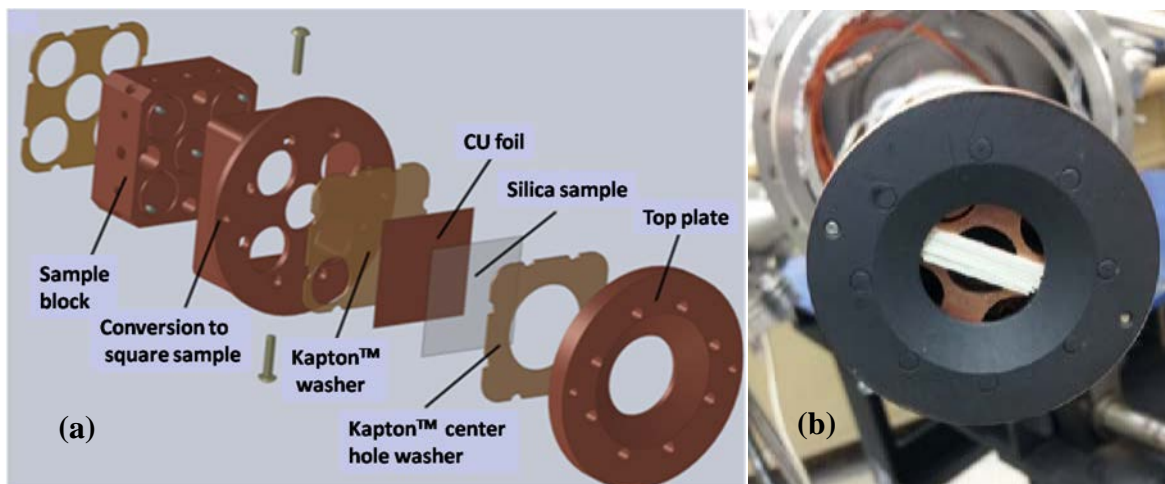 CU foil
Silica sample
Top plate
Sample
block
Conversion to
square sample
Kapton™
washer
Kapton™ center
hole washer
(a)
(b)